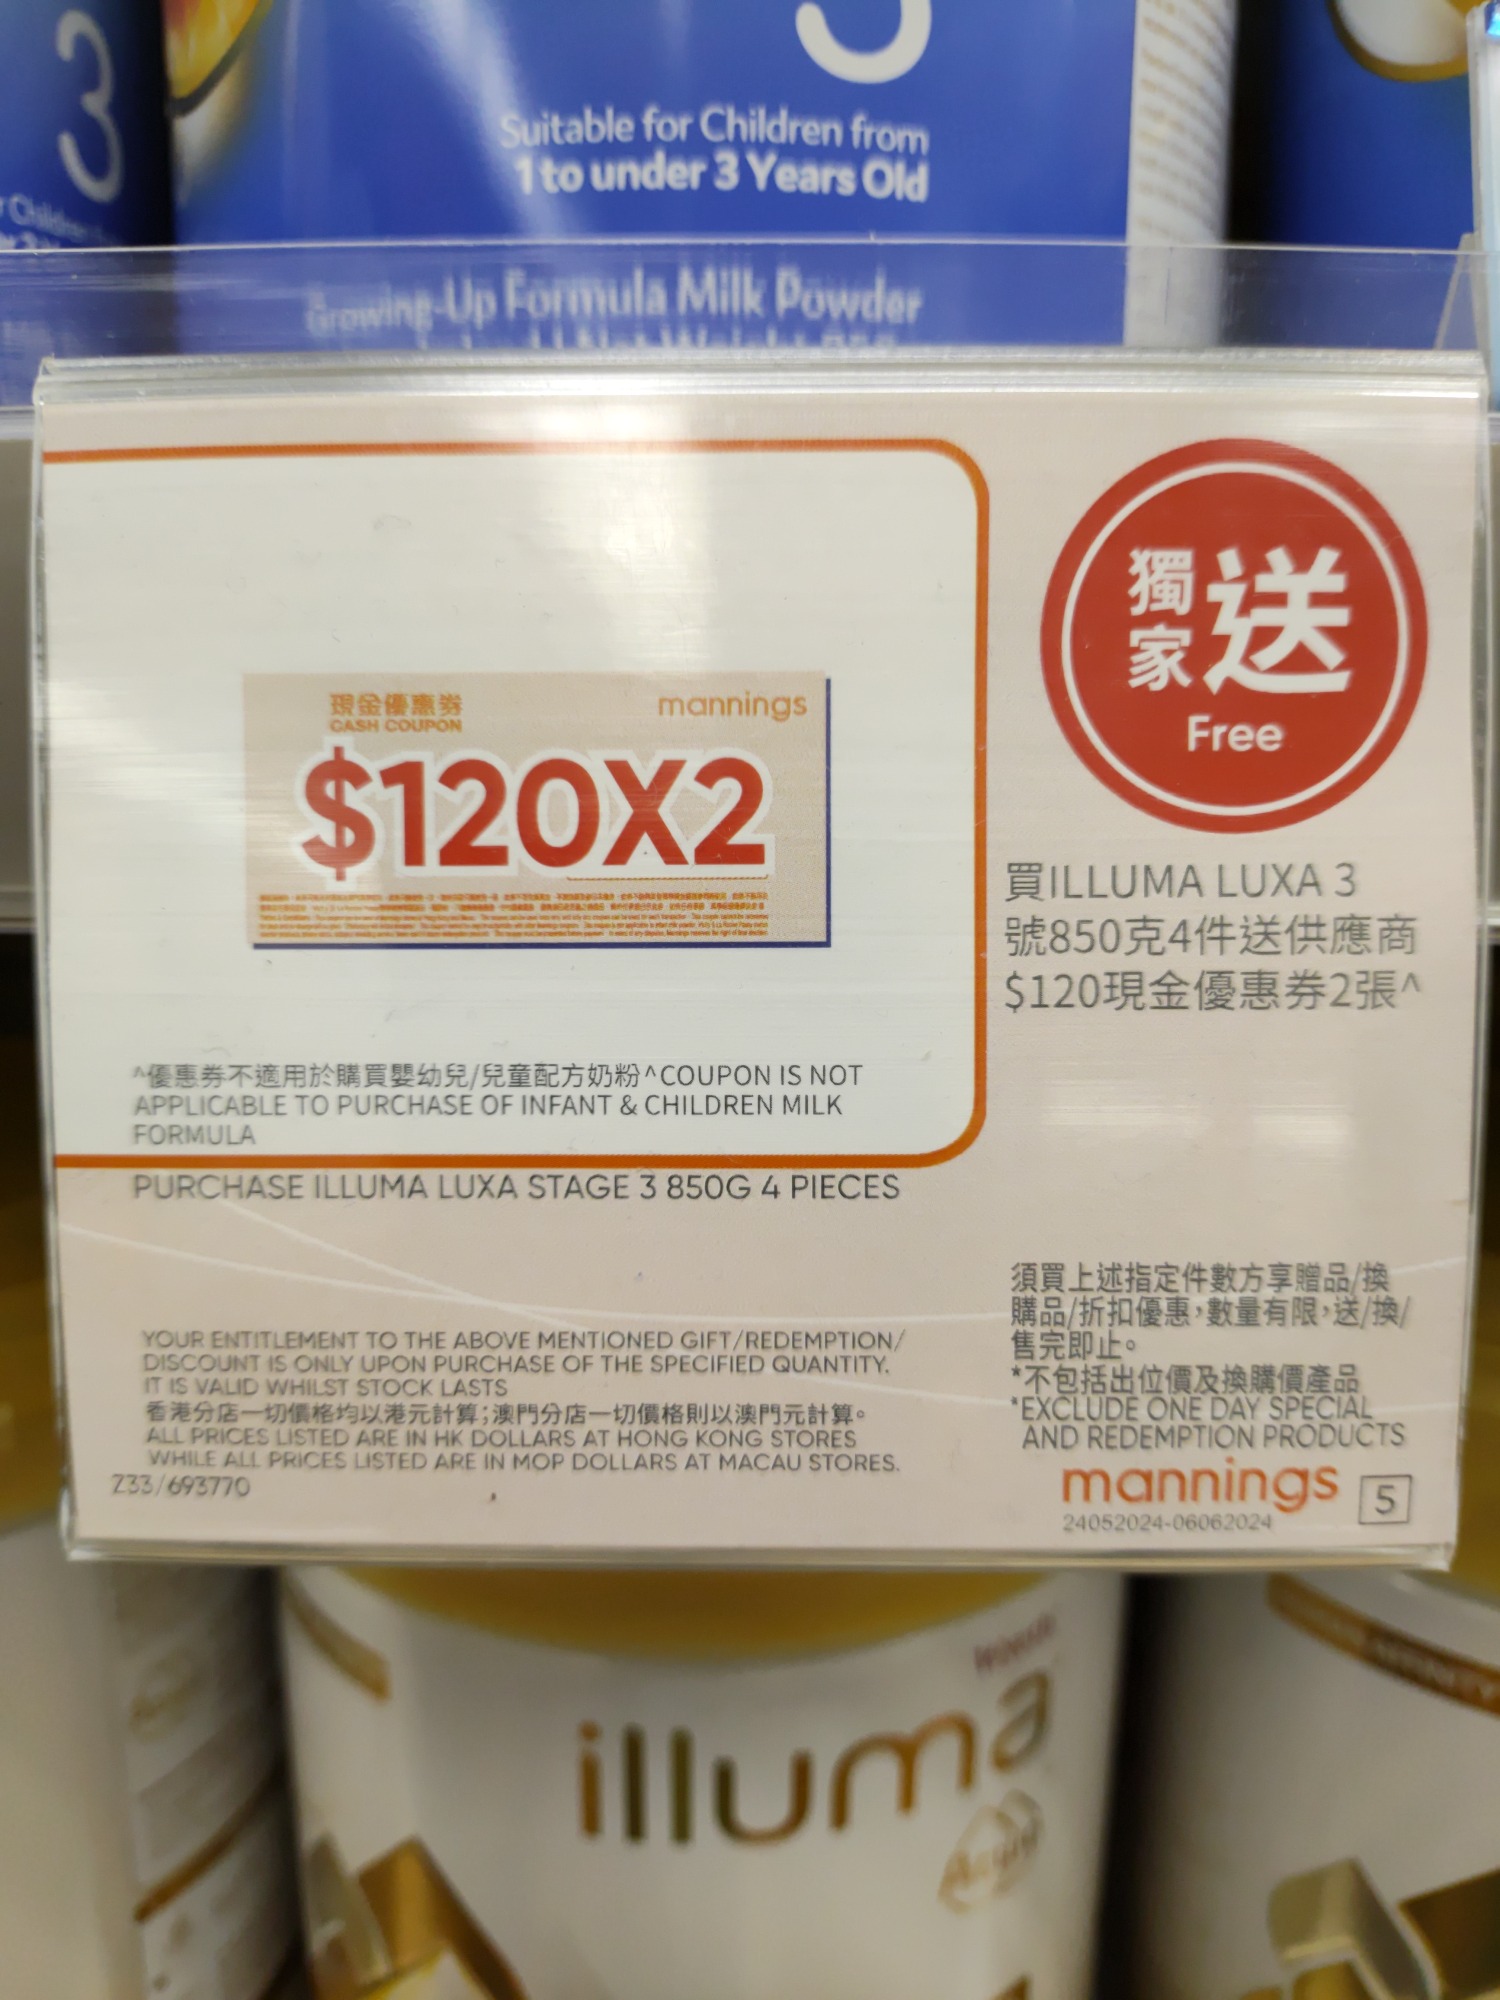 3
Suitable for Children from
1 to under 3 Years Old
Growing-Up Formula Milk Powder
現金優惠券
CASH COUPON
mannings
$120X2
獨家送
Free
買ILLUMA LUXA 3
號850克4件送供應商
$120現金優惠券2張^
^優惠券不適用於購買嬰幼兒/兒童配方奶粉^COUPON IS NOT
APPLICABLE TO PURCHASE OF INFANT & CHILDREN MILK
FORMULA
PURCHASE ILLUMA LUXA STAGE 3 850G 4 PIECES
須買上述指定件數方享贈品/換
購品/折扣優惠,數量有限,送/換/
售完即止。
*不包括出位價及換購價產品
*EXCLUDE ONE DAY SPECIAL
AND REDEMPTION PRODUCTS
YOUR ENTITLEMENT TO THE ABOVE MENTIONED GIFT/REDEMPTION/
DISCOUNT IS ONLY UPON PURCHASE OF THE SPECIFIED QUANTITY.
IT IS VALID WHILST STOCK LASTS
香港分店一切價格均以港元計算;澳門分店一切價格則以澳門元計算。
ALL PRICES LISTED ARE IN HK DOLLARS AT HONG KONG STORES
WHILE ALL PRICES LISTED ARE IN MOP DOLLARS AT MACAU STORES.
Z33/693770
mannings 5
24052024-06062024
illuma